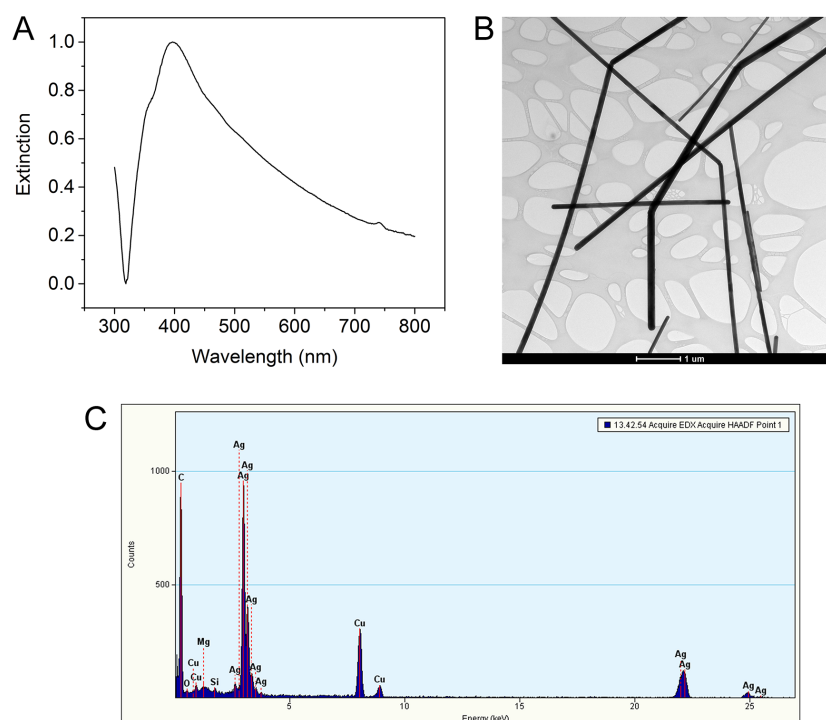 A
B
Extinction
1.0
0.8
0.6
0.4
0.2
0.0
300 400 500 600 700 800
Wavelength (nm)
1 um
C
13.42.54 Acquire EDX Acquire HAADF Point 1
Counts
1000
500
C
O
Cu
Cu
Mg
Si
Ag
Ag
Ag
Ag
Ag
Ag
Ag
Cu
Cu
Ag
Ag
Ag
Ag
5 10 15 20 25
Energy (keV)